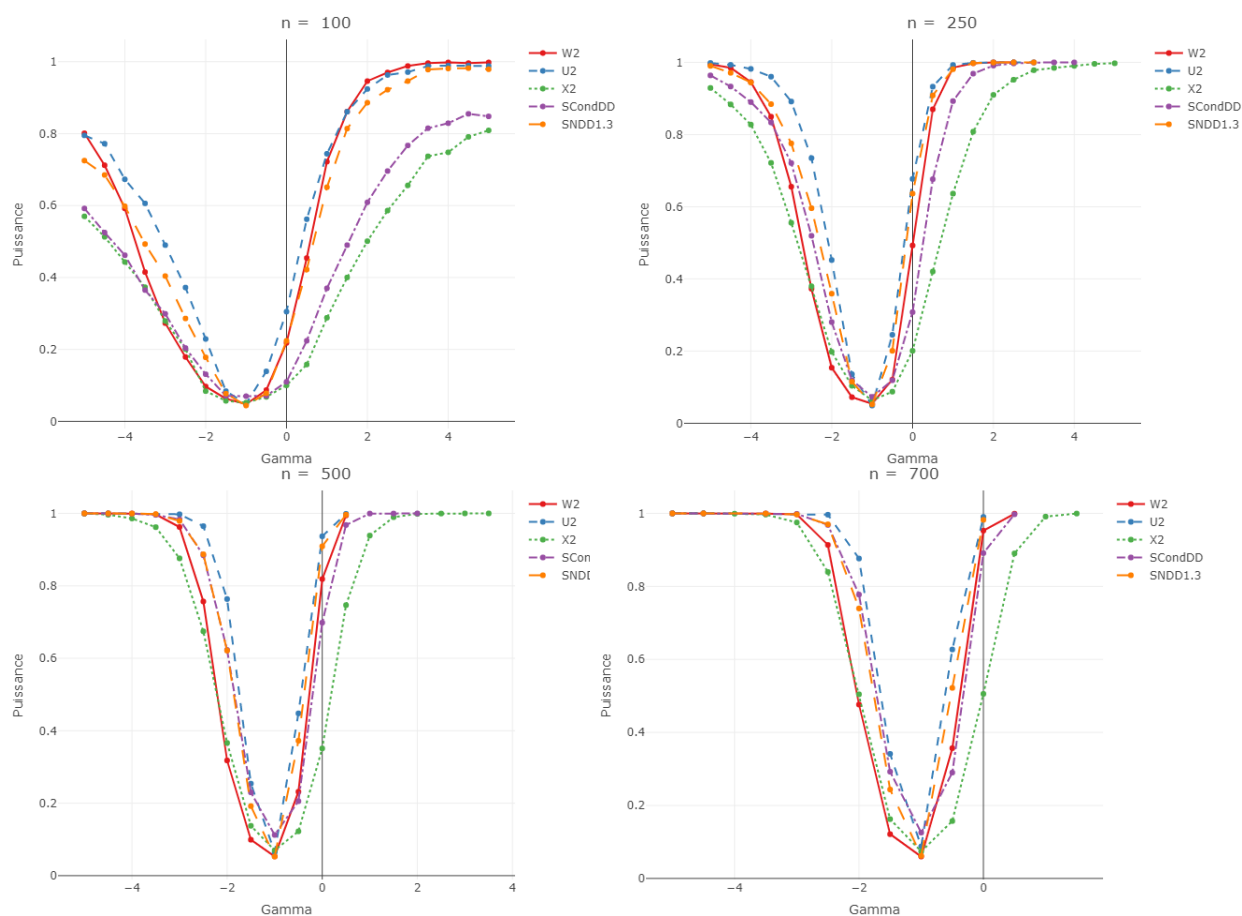 n = 100
1
0.8
0.6
0.4
0.2
0
Puissance
−4
−2
0
2
4
Gamma
W2
U2
X2
SCondDD
SNDD1.3
n = 250
1
0.8
0.6
0.4
0.2
0
Puissance
−4
−2
0
2
4
Gamma
W2
U2
X2
SCondDD
SNDD1.3
n = 500
1
0.8
0.6
0.4
0.2
0
Puissance
−4
−2
0
2
4
Gamma
W2
U2
X2
SCon
SNDI
n = 700
1
0.8
0.6
0.4
0.2
0
Puissance
−4
−2
0
Gamma
W2
U2
X2
SCondDD
SNDD1.3